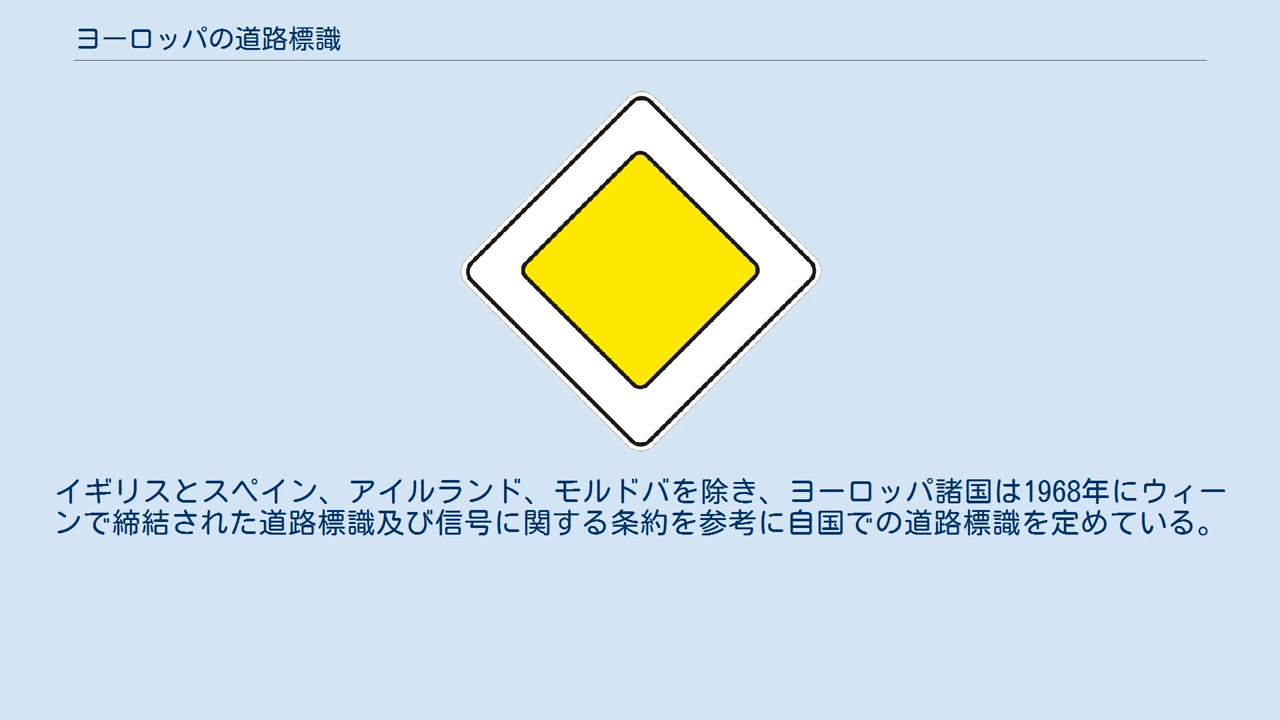 ヨーロッパの道路標識
イギリスとスペイン、アイルランド、モルドバを除き、ヨーロッパ諸国は1968年にウィー
ンで締結された道路標識及び信号に関する条約を参考に自国での道路標識を定めている。